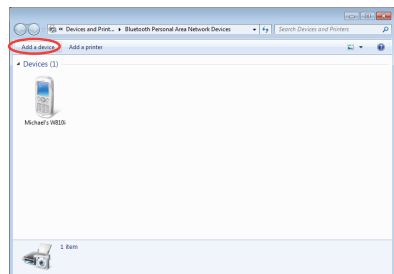 « Devices and Print... ▸ Bluetooth Personal Area Network Devices Search Devices and Printers
Add a device Add a printer
Devices (1)
Michael's W810i
1 item